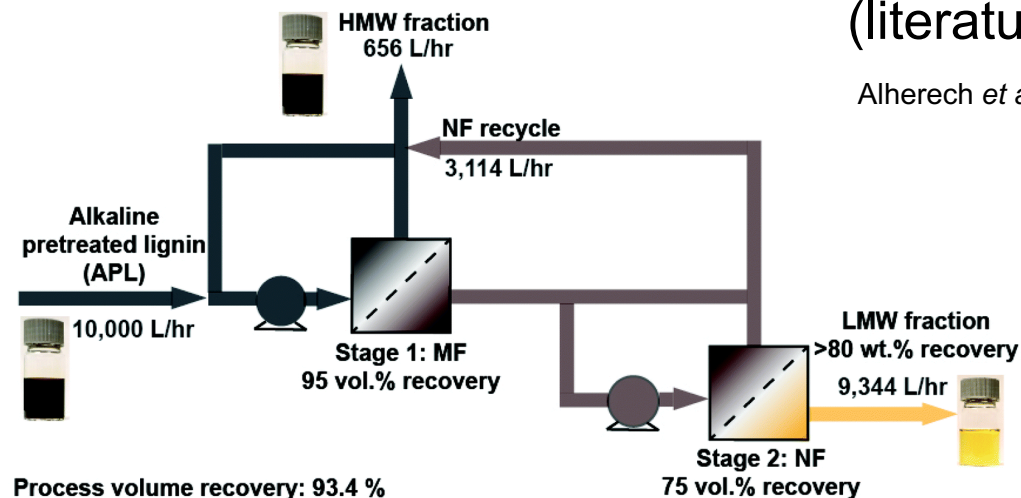 (literatu
Alherech et a
HMW fraction
656 L/hr
NF recycle
3,114 L/hr
Alkaline
pretreated lignin
(APL)
10,000 L/hr
Stage 1: MF
95 vol.% recovery
LMW fraction
>80 wt.% recovery
9,344 L/hr
Stage 2: NF
75 vol.% recovery
Process volume recovery: 93.4 %